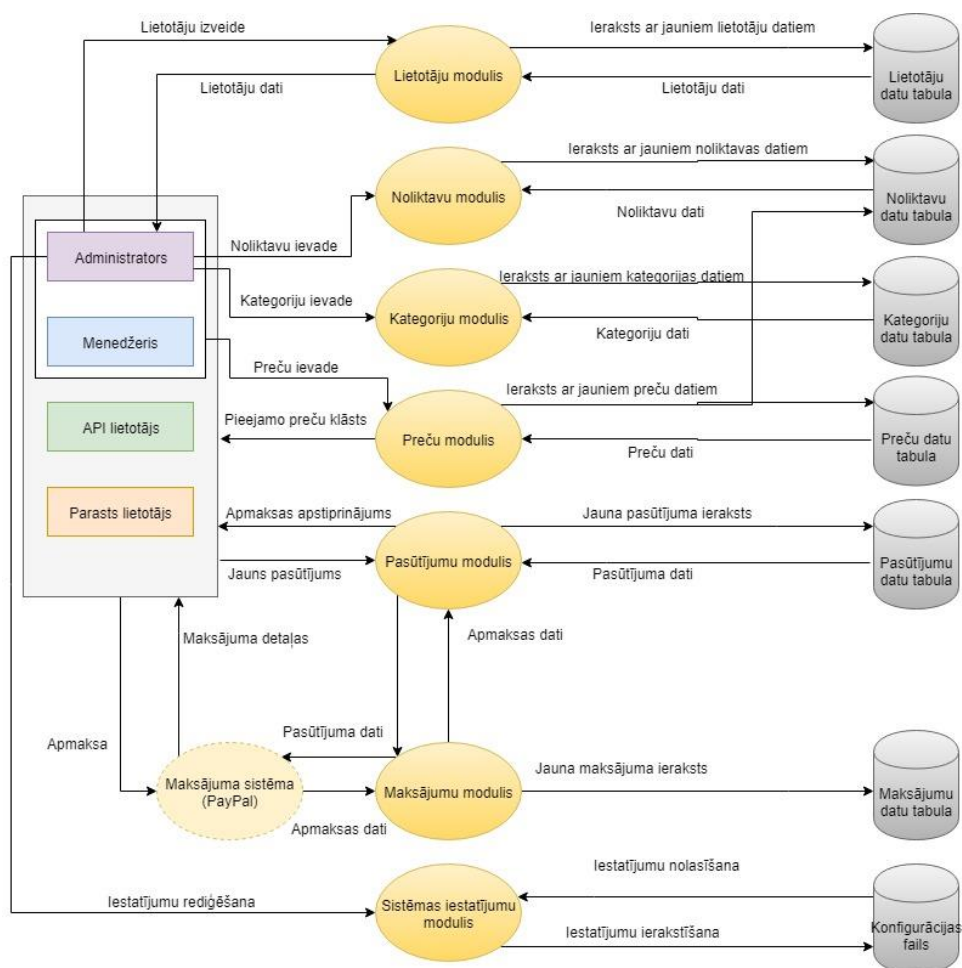 Lietotāju izveide
Ieraksts ar jauniem lietotāju datiem
Lietotāju modulis
Lietotāju dati
Lietotāju dati
Lietotāju
datu tabula
Ieraksts ar jauniem noliktavas datiem
Noliktavu modulis
Noliktavu dati
Noliktavu
datu tabula
Administrators
Noliktavu ievade
Ieraksts ar jauniem kategorijas datiem
Kategoriju ievade
Kategoriju modulis
Kategoriju dati
Kategoriju
datu tabula
Menedžeris
Preču ievade
Ieraksts ar jauniem preču datiem
API lietotājs
Pieejamo preču klāsts
Preču modulis
Preču dati
Preču datu
tabula
Parasts lietotājs
Apmaksas apstiprinājums
Jauna pasūtījuma ieraksts
Pasūtījumu modulis
Jauns pasūtījums
Pasūtījuma dati
Pasūtījumu
datu tabula
Maksājuma detaļas
Apmaksas dati
Apmaksa
Pasūtījuma dati
Maksājuma sistēma
(PayPal)
Apmaksas dati
Maksājumu modulis
Jauna maksājuma ieraksts
Maksājumu
datu tabula
Iestatījumu rediģēšana
Sistēmas iestatījumu
modulis
Iestatījumu nolasīšana
Iestatījumu ierakstīšana
Konfigurācijas
fails